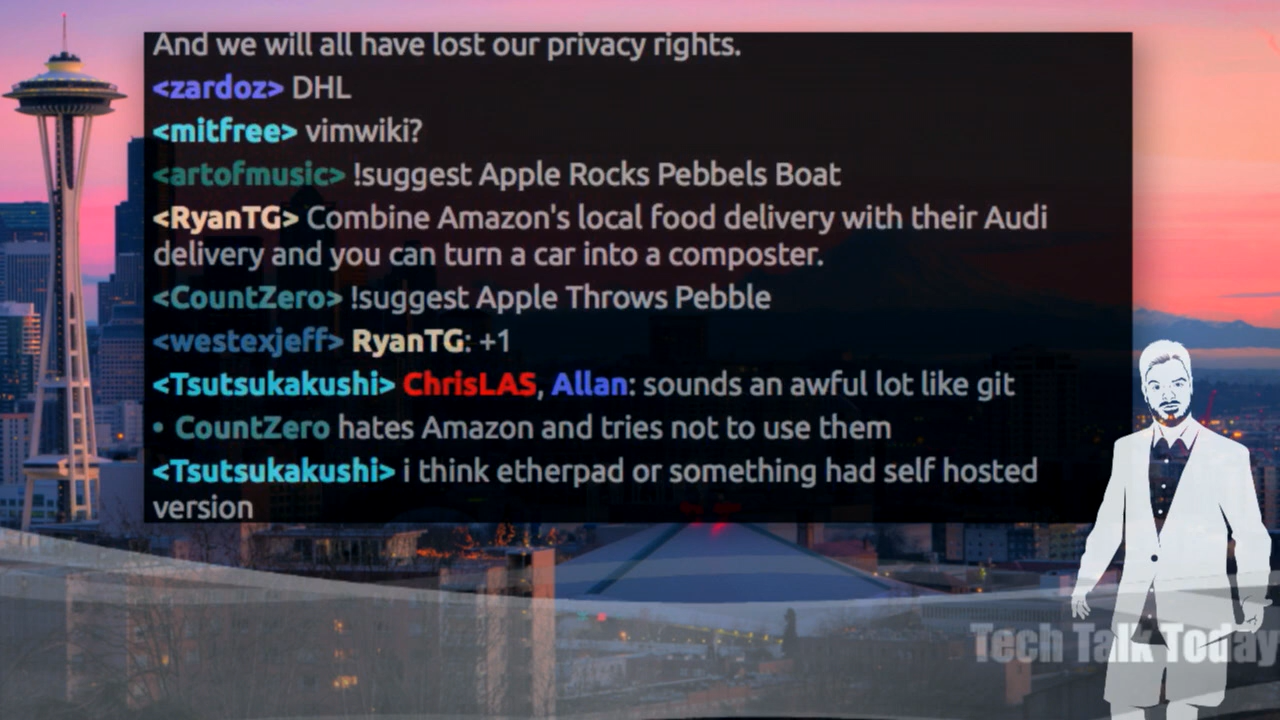 And we will all have lost our privacy rights.
<zardoz> DHL
<mitfree> vimwiki?
<artofmusic> !suggest Apple Rocks Pebbels Boat
<RyanTG> Combine Amazon's local food delivery with their Audi
delivery and you can turn a car into a composter.
<CountZero> !suggest Apple Throws Pebble
<westexjeff> RyanTG: +1
<Tsutsukakushi> ChrisLAS, Allan: sounds an awful lot like git
• CountZero hates Amazon and tries not to use them
<Tsutsukakushi> i think etherpad or something had self hosted
version
Tech Talk Today